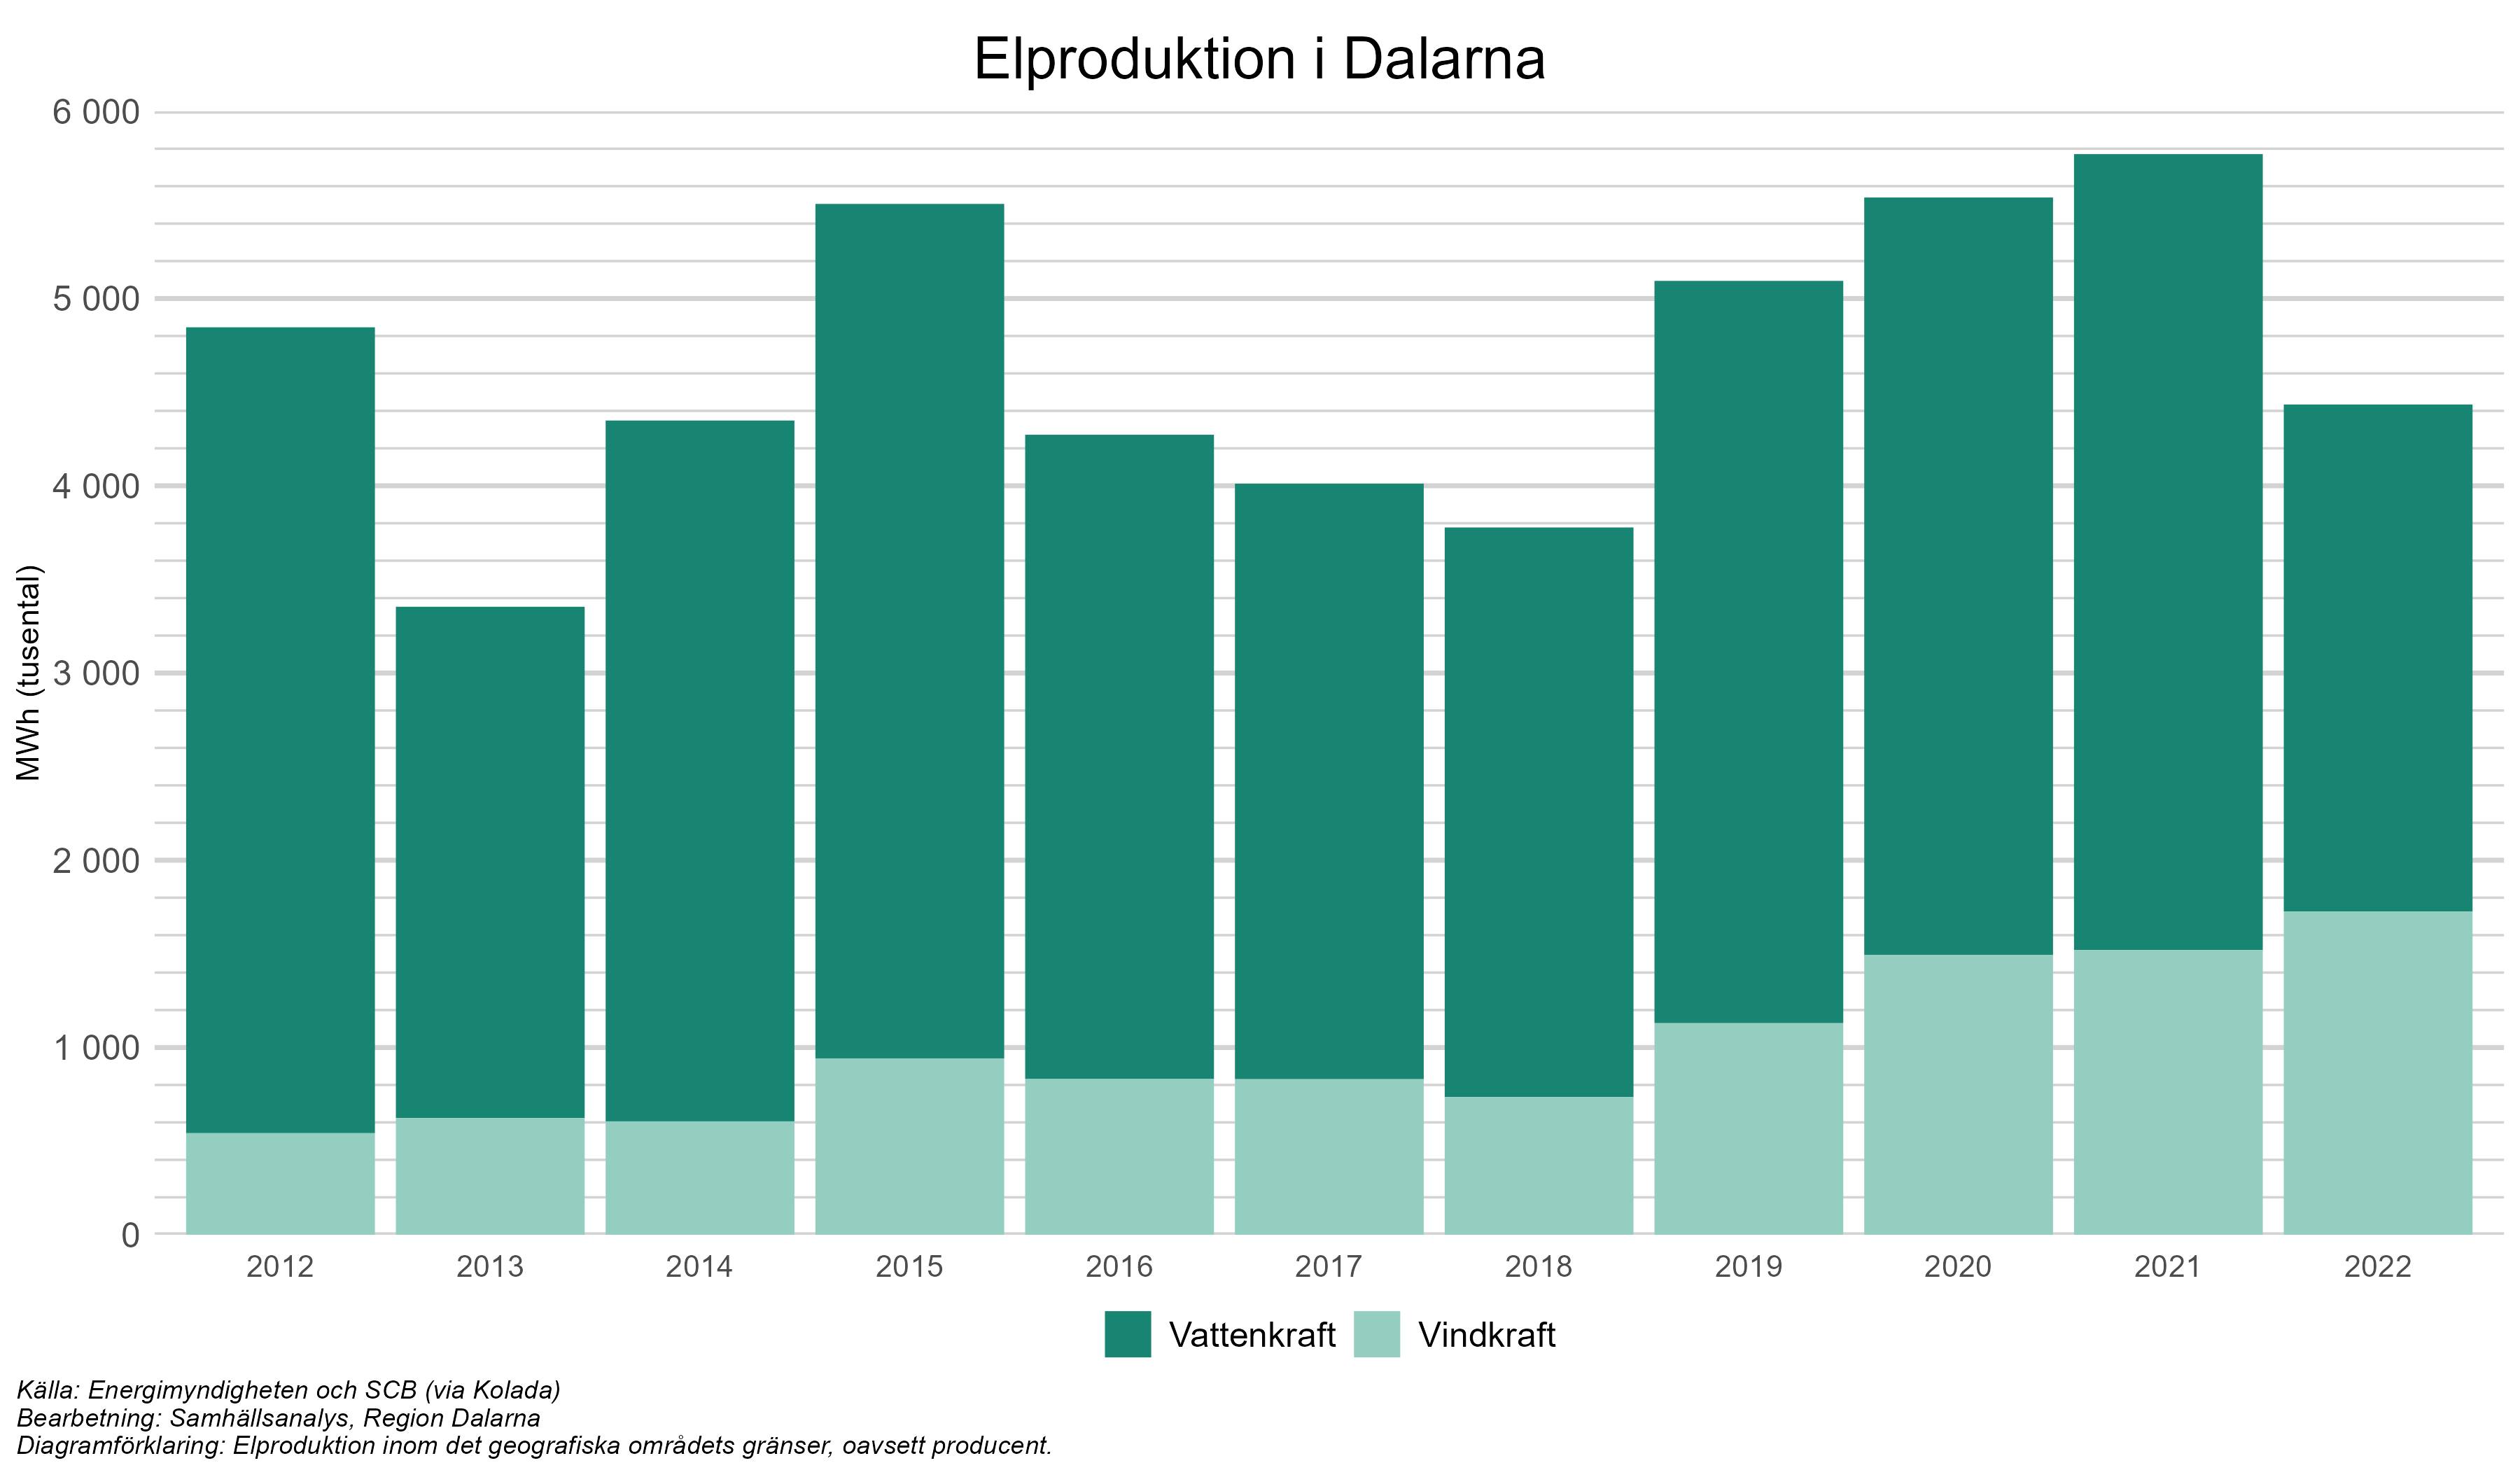 Elproduktion i Dalarna
6 000
5 000
4 000
3 000
2 000
1 000
0
MWh (tusental)
2012 2013 2014 2015 2016 2017 2018 2019 2020 2021 2022
Vattenkraft Vindkraft
Källa: Energimyndigheten och SCB (via Kolada)
Bearbetning: Samhällsanalys, Region Dalarna
Diagramförklaring: Elproduktion inom det geografiska områdets gränser, oavsett producent.